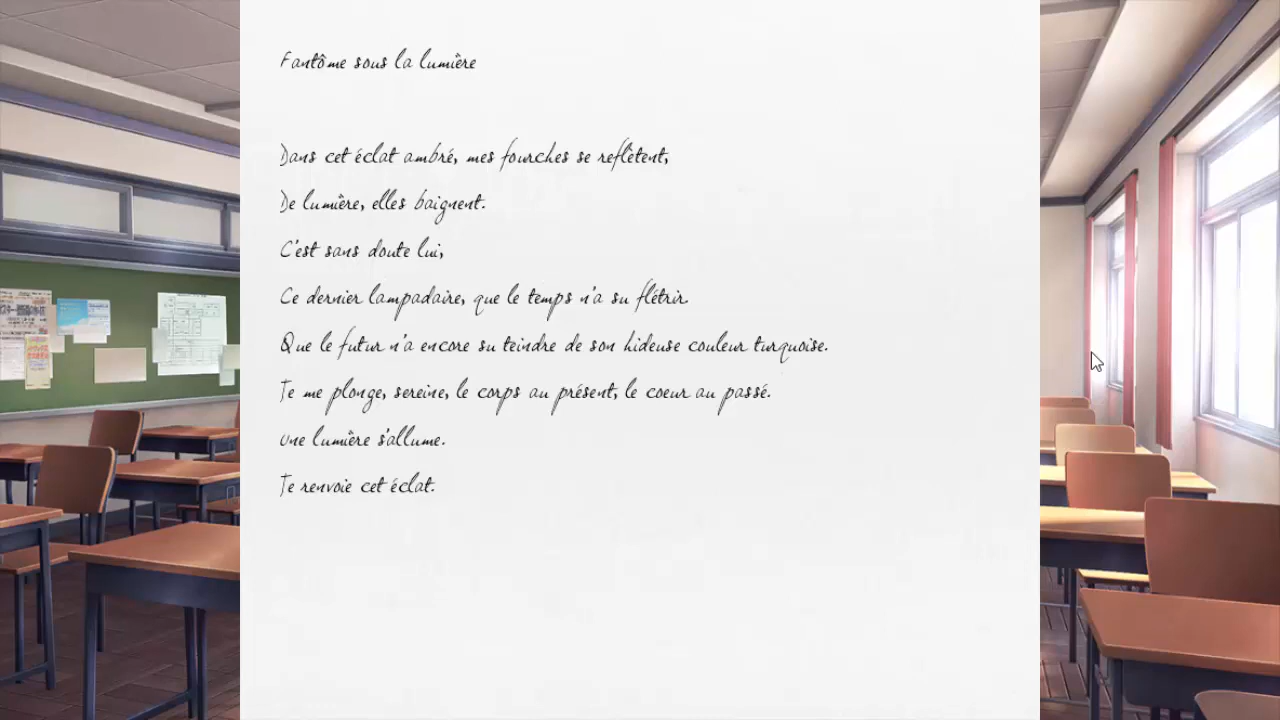 Fantôme sous la lumière
Dans cet éclat ambré, mes fourches se reflètent,
De lumière, elles baignent.
C'est sans doute lui,
Ce dernier lampadaire, que le temps n'a su flétrir.
Que le futur n'a encore su teindre de son hideuse couleur turquoise.
Je me plonge, sereine, le corps au présent, le coeur au passé.
Une lumière s'allume.
Je renvoie cet éclat.